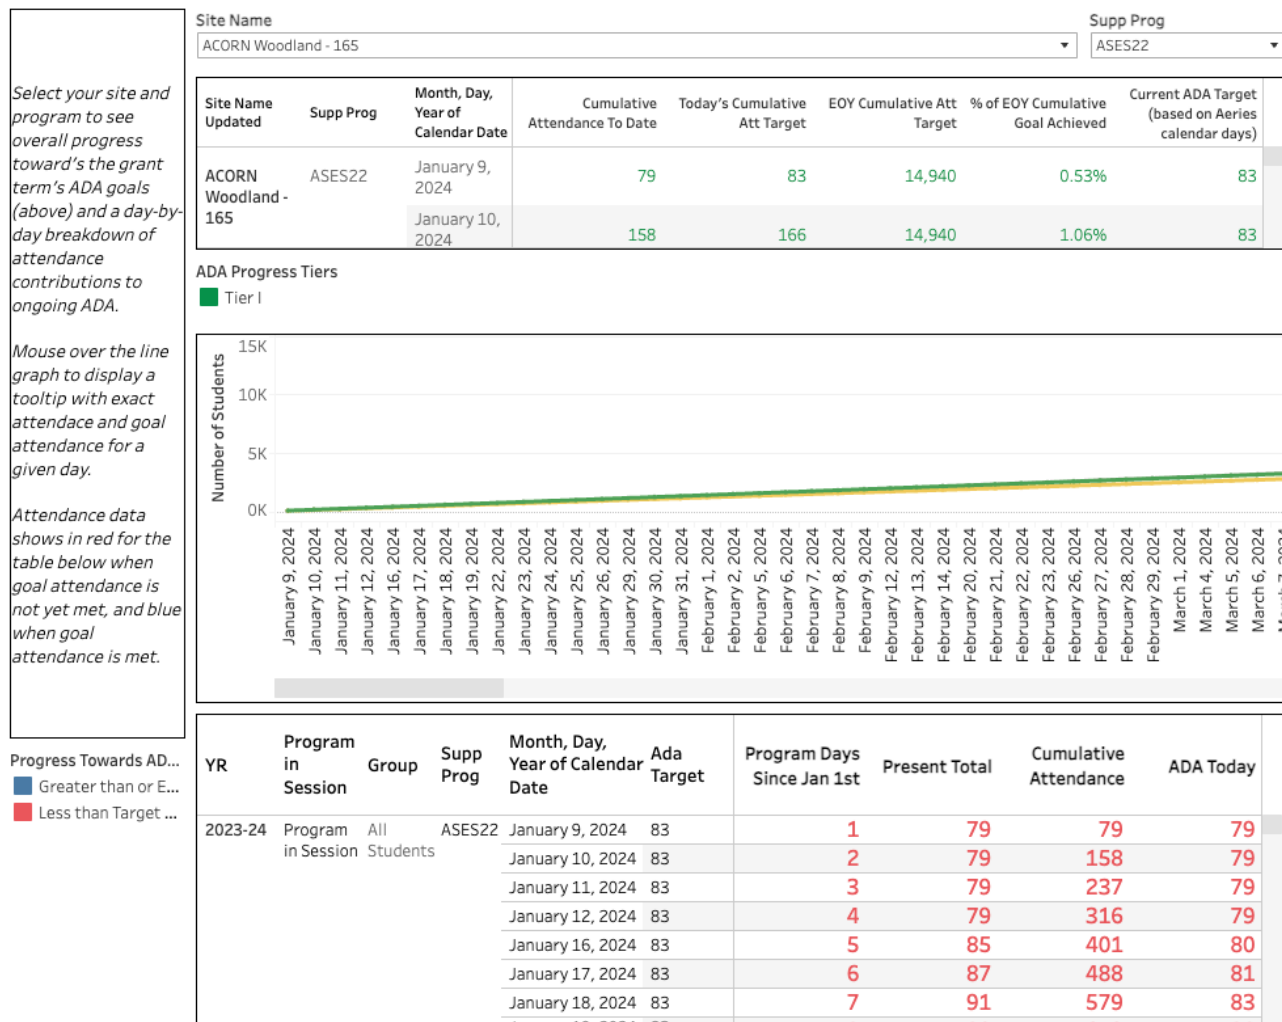 Site Name
ACORN Woodland - 165
Supp Prog
ASES22
Select your site and
program to see
overall progress
toward's the grant
term's ADA goals
(above) and a day-by-
day breakdown of
attendance
contributions to
ongoing ADA.
Mouse over the line
graph to display a
tooltip with exact
attendace and goal
attendance for a
given day.
Attendance data
shows in red for the
table below when
goal attendance is
not yet met, and blue
when goal
attendance is met.
Progress Towards AD...
Greater than or E...
Less than Target ...
Site Name Updated Supp Prog Month, Day, Year of Calendar Date Cumulative Attendance To Date Today's Cumulative Att Target EOY Cumulative Att Target % of EOY Cumulative Goal Achieved Current ADA Target (based on Aeries calendar days)
ACORN Woodland - 165 ASES22 January 9, 2024 79 83 14,940 0.53% 83
January 10, 2024 158 166 14,940 1.06% 83
ADA Progress Tiers
Tier I
Number of Students
15K
10K
5K
0K
January 9, 2024
January 10, 2024
January 11, 2024
January 12, 2024
January 16, 2024
January 17, 2024
January 18, 2024
January 19, 2024
January 22, 2024
January 23, 2024
January 24, 2024
January 25, 2024
January 26, 2024
January 29, 2024
January 30, 2024
January 31, 2024
February 1, 2024
February 2, 2024
February 5, 2024
February 6, 2024
February 7, 2024
February 8, 2024
February 9, 2024
February 12, 2024
February 13, 2024
February 14, 2024
February 20, 2024
February 21, 2024
February 22, 2024
February 23, 2024
February 26, 2024
February 27, 2024
February 28, 2024
February 29, 2024
March 1, 2024
March 4, 2024
March 5, 2024
March 6, 2024
YR Program in Session Group Supp Prog Month, Day, Year of Calendar Date Ada Target Program Days Since Jan 1st Present Total Cumulative Attendance ADA Today
2023-24 Program in Session All Students ASES22 January 9, 2024 83 1 79 79 79
January 10, 2024 83 2 79 158 79
January 11, 2024 83 3 79 237 79
January 12, 2024 83 4 79 316 79
January 16, 2024 83 5 85 401 80
January 17, 2024 83 6 87 488 81
January 18, 2024 83 7 91 579 83